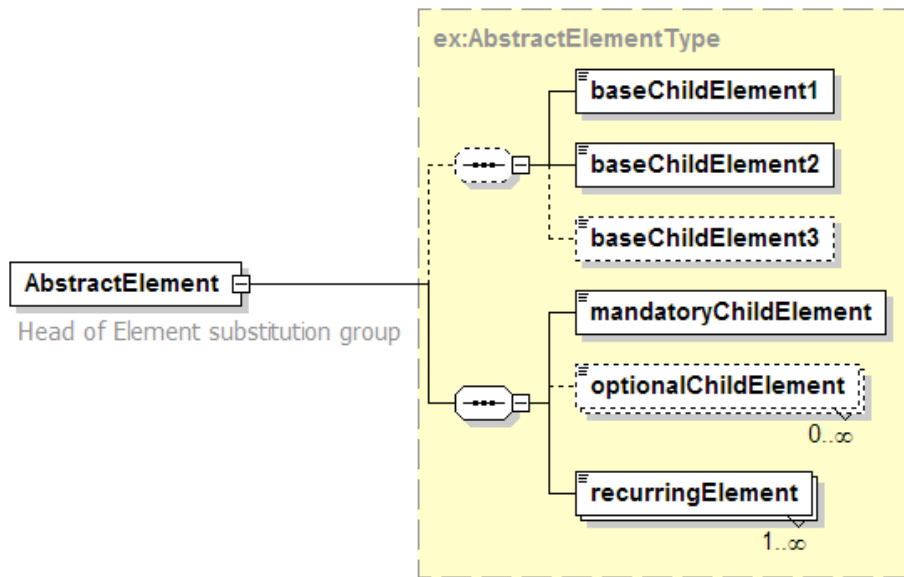 ex:AbstractElementType
baseChildElement1
baseChildElement2
baseChildElement3
AbstractElement
Head of Element substitution group
mandatoryChildElement
optionalChildElement
0..∞
recurringElement
1..∞